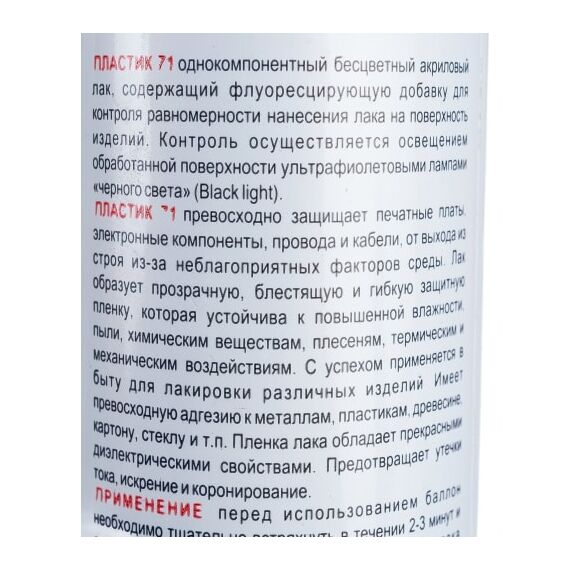 ПЛАСТИК 71 однокомпонентный бесцветный акриловый
лак, содержащий флуоресцирующую добавку для
контроля равномерности нанесения лака на поверхность
изделий. Контроль осуществляется освещением
обработанной поверхности ультрафиолетовыми лампами
«черного света» (Black light).
ПЛАСТИК 71 превосходно защищает печатные платы,
электронные компоненты, провода и кабели, от выхода из
строя из-за неблагоприятных факторов среды. Лак
образует прозрачную, блестящую и гибкую защитную
пленку, которая устойчива к повышенной влажности,
пыли, химическим веществам, плесеням, термическим и
механическим воздействиям. С успехом применяется в
быту для лакировки различных изделий Имеет
превосходную адгезию к металлам, пластикам, древесине,
картону, стеклу и т.п. Пленка лака обладает прекрасными
диэлектрическими свойствами. Предотвращает утечки
тока, искрение и коронирование.
ПРИМЕНЕНИЕ перед использованием баллон
необходимо тщательно встряхнуть в течении 2-3 минут и